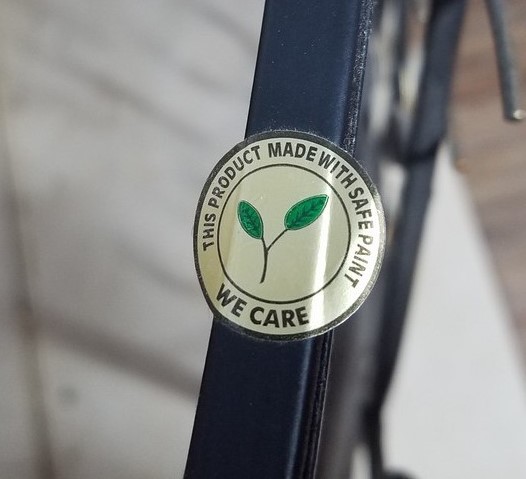 THIS PRODUCT MADE WITH SAFE PAINT
WE CARE